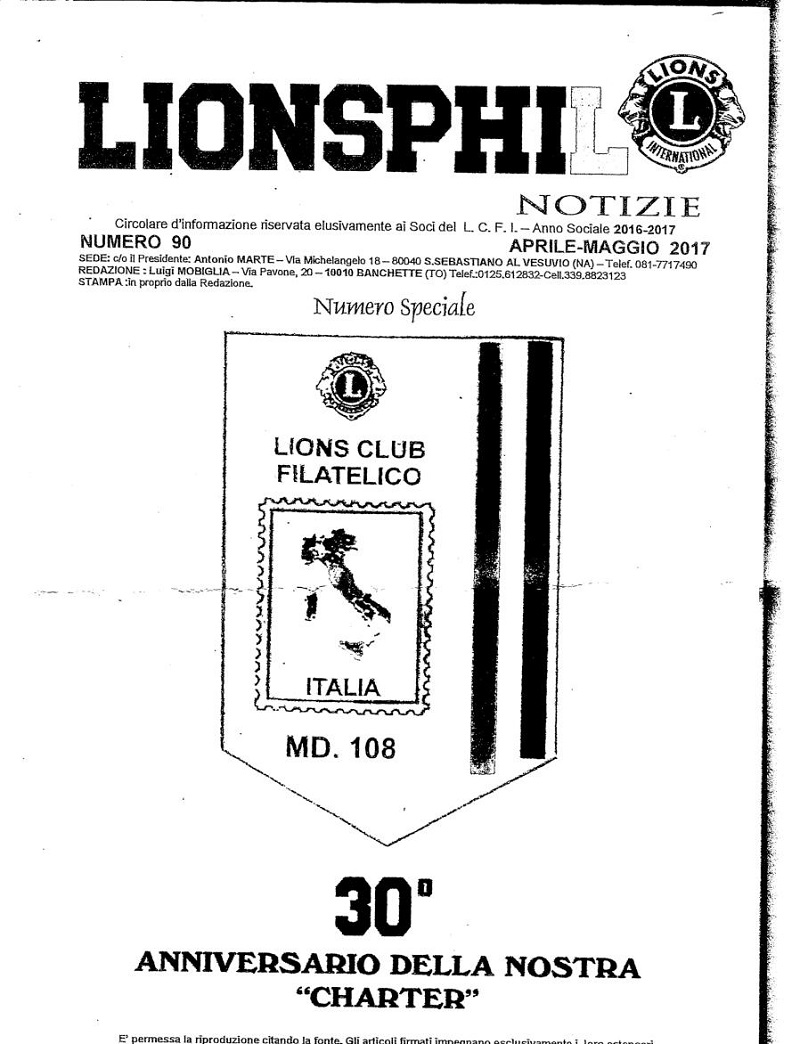 LIONSPHIL
LIONS
L
INTERNATIONAL
NOTIZIE
Circolare d'informazione riservata elusivamente ai Soci del L. C. F. I. – Anno Sociale 2016-2017
NUMERO 90 APRILE-MAGGIO 2017
SEDE: c/o Il Presidente: Antonio MARTE – Via Michelangelo 18 – 80040 S.SEBASTIANO AL VESUVIO (NA) – Telef. 081-7717490
REDAZIONE : Luigi MOBIGLIA – Via Pavone, 20 – 10010 BANCHETTE (TO) Telef.:0125,612832-Cell.339.8823123
STAMPA :in proprio dalla Redazione.
Numero Speciale
L
LIONS CLUB
FILATELICO
ITALIA
MD. 108
30º
ANNIVERSARIO DELLA NOSTRA
“CHARTER”
E' permessa la riproduzione citando la fonte. Gli articoli firmati impegnano esclusivamente i loro estensori